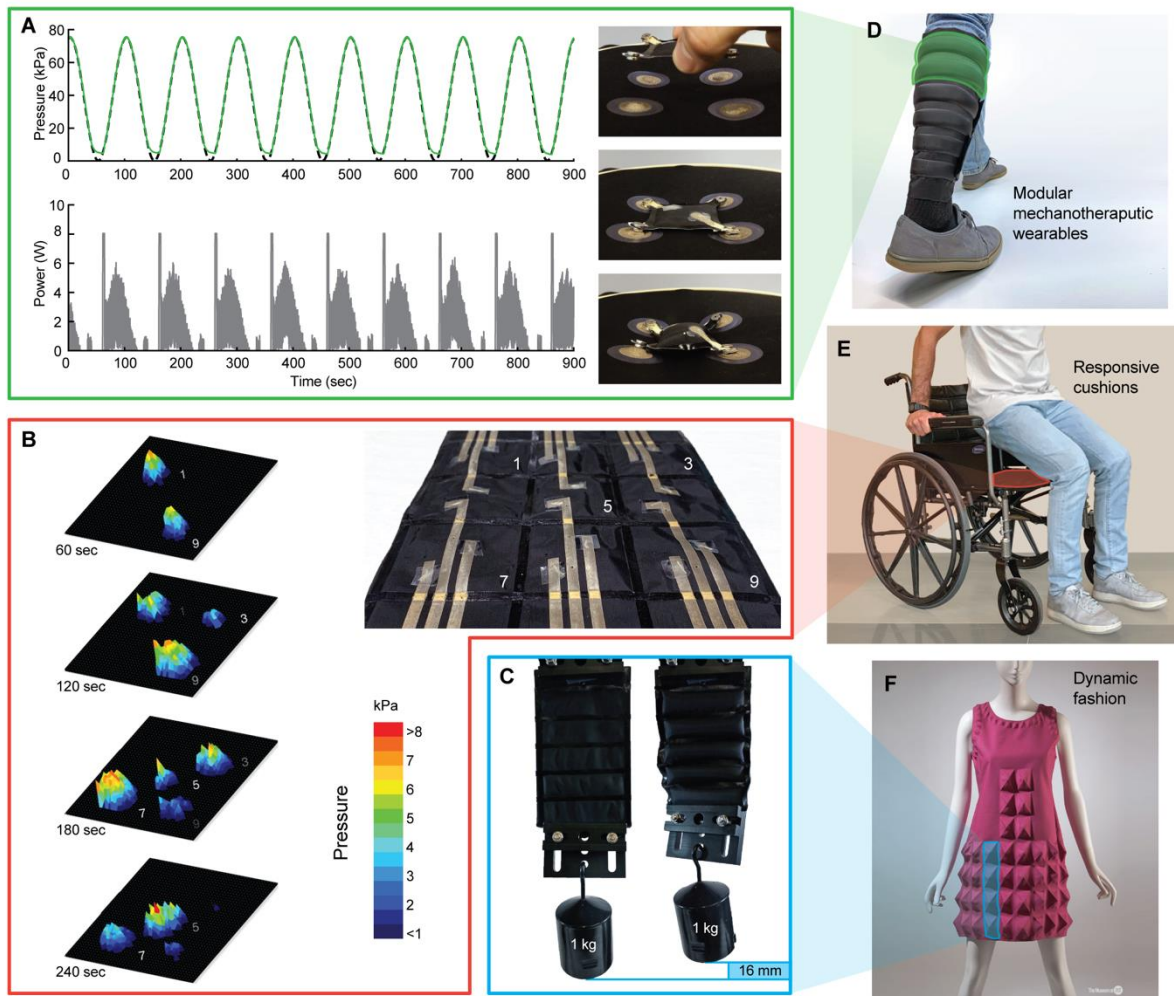 A
80
60
40
20
0
Pressure
(kPa)
0 100 200 300 400 500 600 700 800 900
10
8
6
4
2
0
Power (W)
0 100 200 300 400 500 600 700 800 900
Time (sec)
B
1
9
60 sec
1
3
9
120 sec
3
5
7
9
180 sec
5
7
240 sec
1
3
5
7
9
kPa
>8
7
6
5
4
3
2
<1
Pressure
C
1 kg
1 kg
16 mm
D
Modular
mechanotheraputic
wearables
E
Responsive
cushions
F
Dynamic
fashion